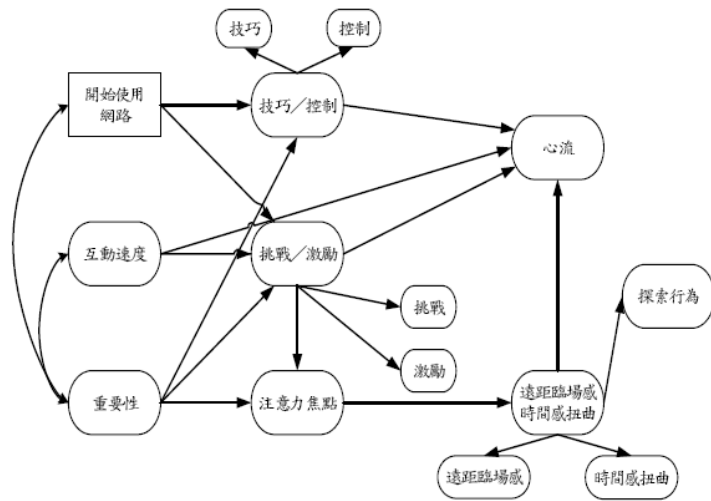 技巧
控制
開始使用
網路
技巧／控制
心流
互動速度
挑戰／激勵
探索行為
挑戰
激勵
重要性
注意力焦點
遠距臨場感
時間感扭曲
遠距臨場感
時間感扭曲